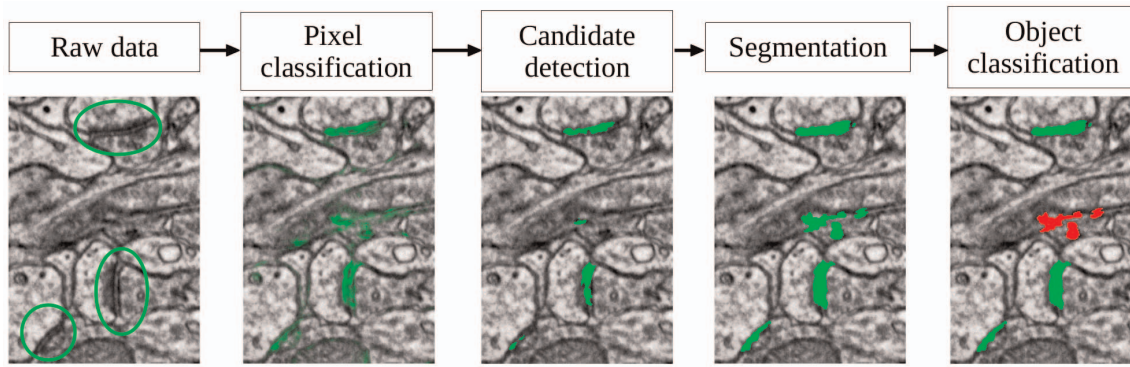 Raw data
Pixel
classification
Candidate
detection
Segmentation
Object
classification